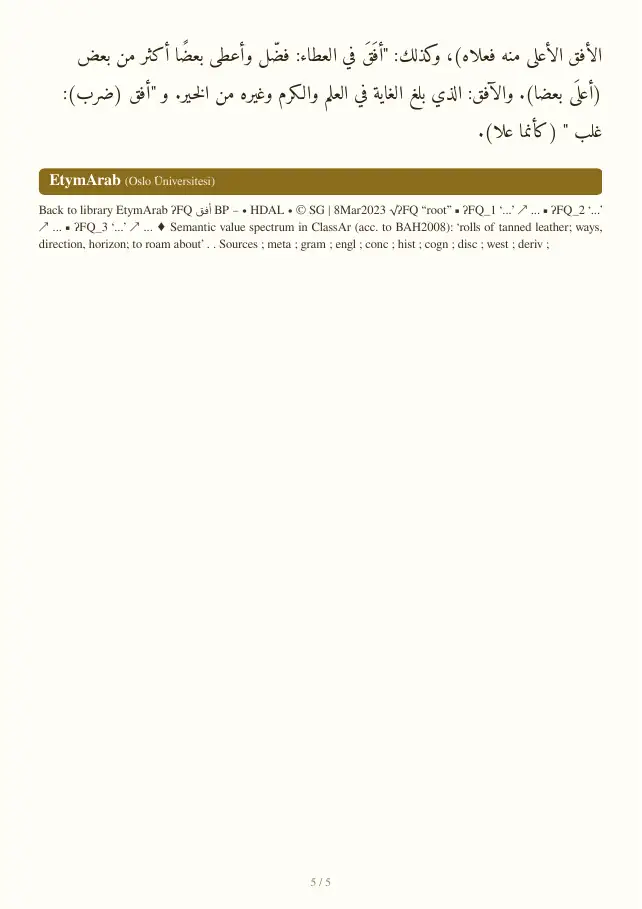 الأفق الأعلى منه فعلاه)، وكذلك: "أَفَقَ في العطاء: فضّل وأعطى بعضًا أكثر من بعض
(أعلَى بعضا). والآفق: الذي بلغ الغاية في العلم والكرم وغيره من الخير. و "أفق (ضرب):
غلب " (كأنما علا).
EtymArab (Oslo Üniversitesi)
Back to library EtymArab ʔFQ أفق BP – • HDAL • © SG | 8Mar2023 √ʔFQ “root” ▪ ʔFQ_1 ‘...’ ↗ ... ▪ ʔFQ_2 ‘...’
↗ ... ▪ ʔFQ_3 ‘...’ ↗ ... ♦ Semantic value spectrum in ClassAr (acc. to BAH2008): ‘rolls of tanned leather; ways,
direction, horizon; to roam about’ . . Sources ; meta ; gram ; engl ; conc ; hist ; cogn ; disc ; west ; deriv ;
5 / 5